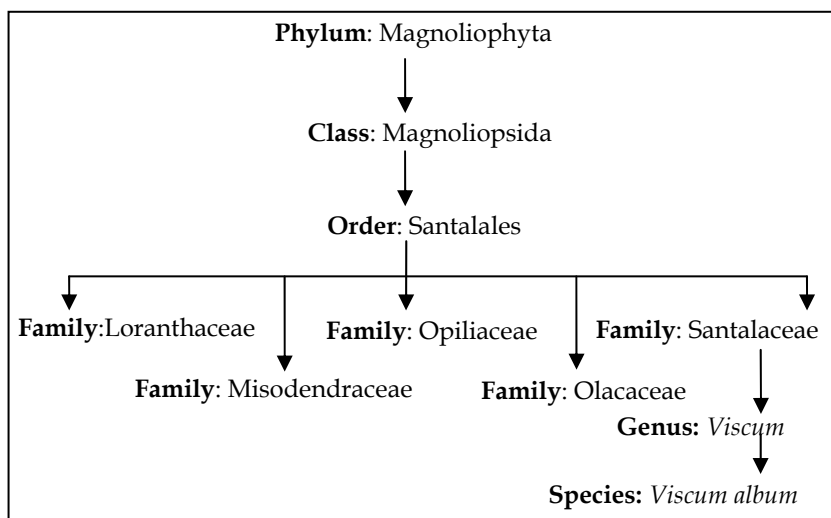 Phylum: Magnoliophyta
Class: Magnoliopsida
Order: Santalales
Family:Loranthaceae
Family: Opiliaceae
Family: Santalaceae
Family: Misodendraceae
Family: Olacaceae
Genus: Viscum
Species: Viscum album